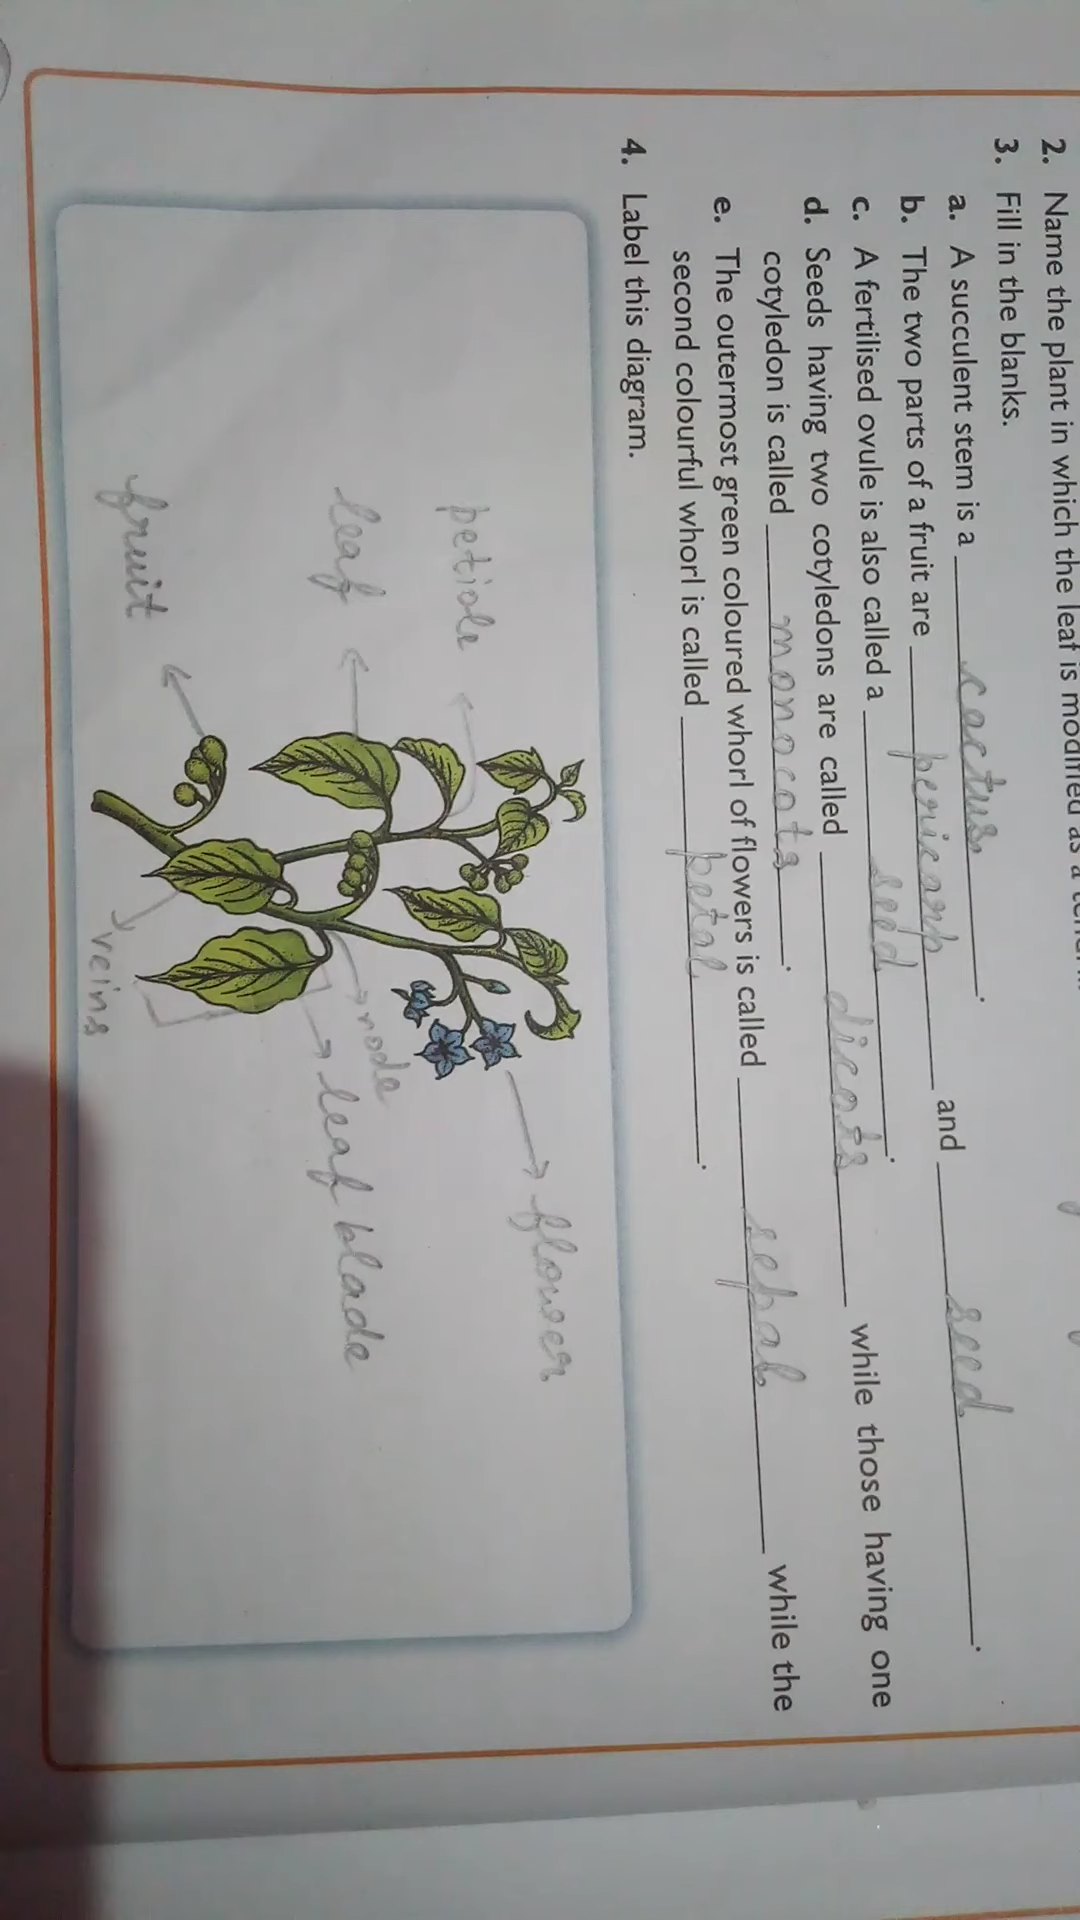 2. Name the plant in which the leaf is modified as a
3. Fill in the blanks.
a. A succulent stem is a cactus.
b. The two parts of a fruit are pericarp and seed.
c. A fertilised ovule is also called a seed.
d. Seeds having two cotyledons are called dicots while those having one
cotyledon is called monocots.
e. The outermost green coloured whorl of flowers is called sepal while the
second colourful whorl is called petal.
4. Label this diagram.
flower
petiole
node
leaf
leaf blade
fruit
veins